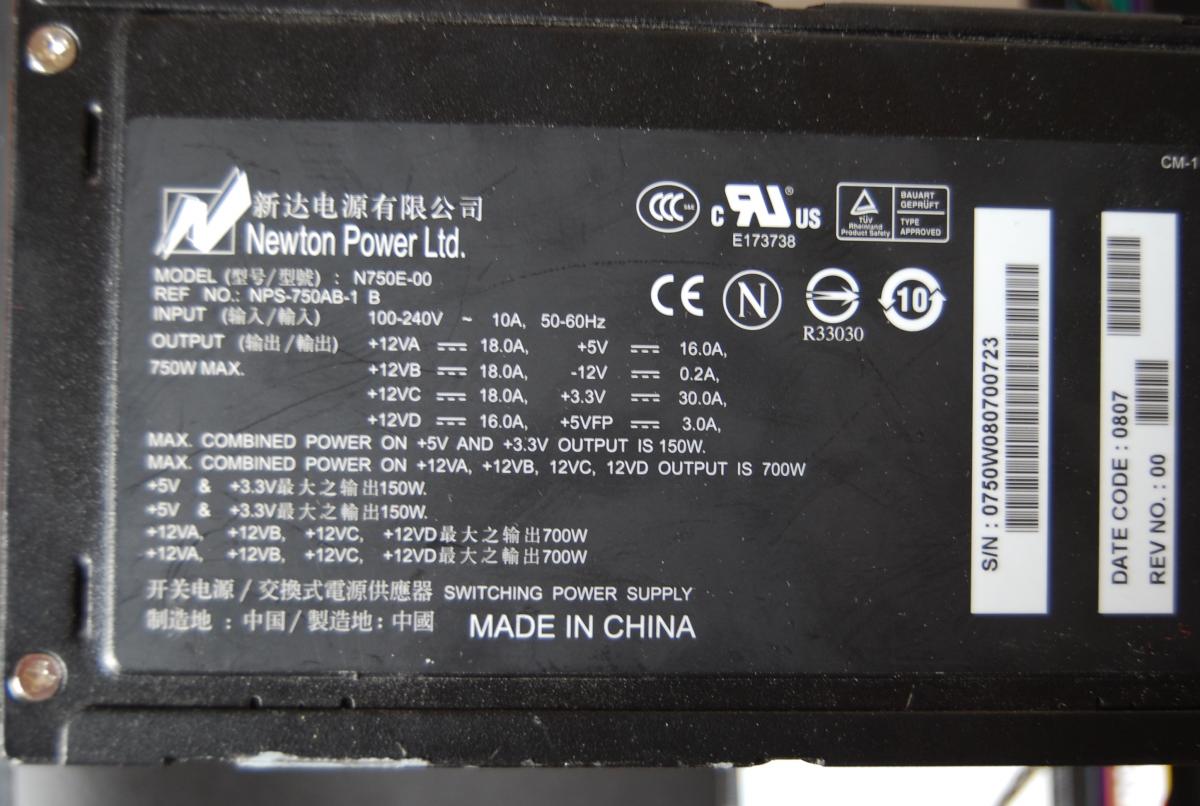 新达电源有限公司
Newton Power Ltd.
MODEL (型号/型號) : N750E-00
REF NO.: NPS-750AB-1 B
INPUT (输入/輸入) 100-240V ~ 10A, 50-60Hz
OUTPUT (输出/輸出) +12VA ⎓ 18.0A, +5V ⎓ 16.0A,
750W MAX. +12VB ⎓ 18.0A, -12V ⎓ 0.2A,
+12VC ⎓ 18.0A, +3.3V ⎓ 30.0A,
+12VD ⎓ 16.0A, +5VFP ⎓ 3.0A,
MAX. COMBINED POWER ON +5V AND +3.3V OUTPUT IS 150W.
MAX. COMBINED POWER ON +12VA, +12VB, 12VC, 12VD OUTPUT IS 700W
+5V & +3.3V最大之输出150W.
+5V & +3.3V最大之輸出150W.
+12VA, +12VB, +12VC, +12VD最大之输出700W
+12VA, +12VB, +12VC, +12VD最大之輸出700W
开关电源 / 交換式電源供應器 SWITCHING POWER SUPPLY
制造地 : 中国 / 製造地: 中國 MADE IN CHINA
CCC S&E
c RU ® US
E173738
TÜV
Rheinland
Product Safety
BAUART
GEPRÜFT
TYPE
APPROVED
CE N 10
R33030
CM-1
S/N : 0750W080700723
DATE CODE : 0807
REV NO. : 00